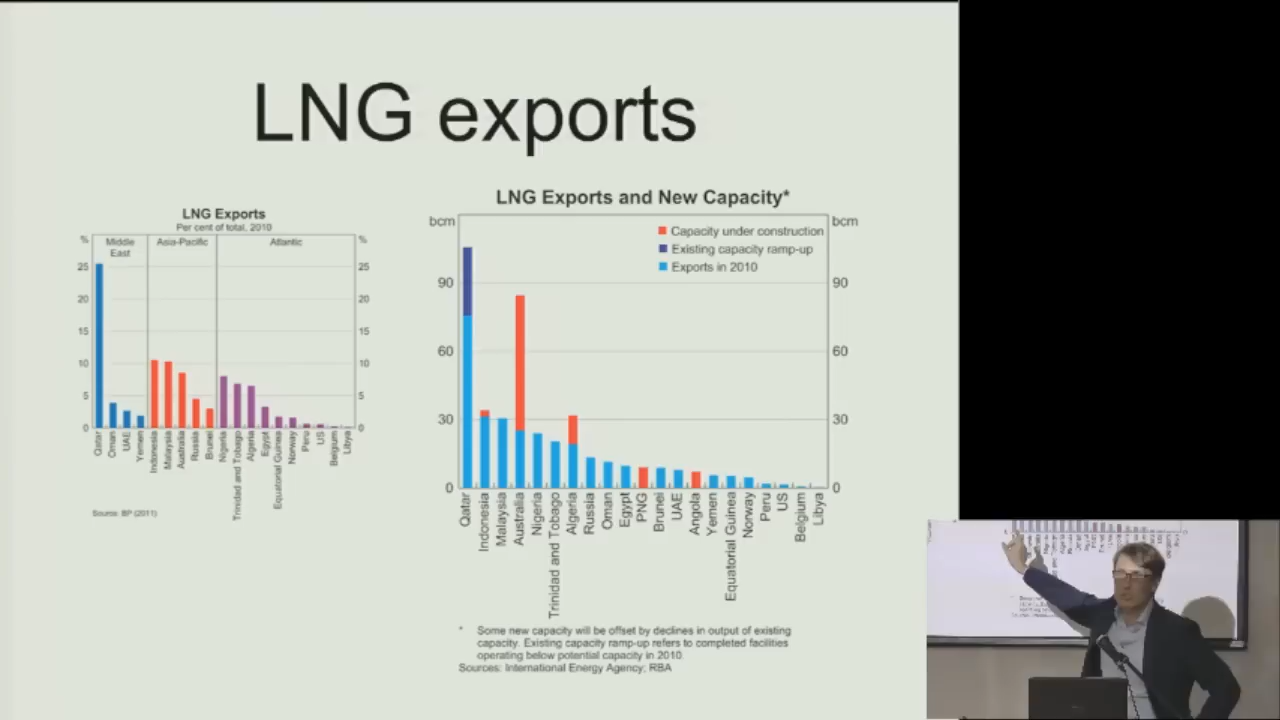 LNG exports
LNG Exports
Per cent of total, 2010
% Middle East Asia-Pacific Atlantic %
25 25
20 20
15 15
10 10
5 5
0 0
Qatar
Oman
UAE
Yemen
Indonesia
Malaysia
Australia
Russia
Brunei
Nigeria
Trinidad and Tobago
Algeria
Egypt
Equatorial Guinea
Norway
Peru
US
Belgium
Libya
Source: BP (2011)
LNG Exports and New Capacity*
bcm bcm
Capacity under construction
Existing capacity ramp-up
Exports in 2010
90 90
60 60
30 30
0 0
Qatar
Indonesia
Malaysia
Australia
Nigeria
Trinidad and Tobago
Algeria
Russia
Oman
Egypt
PNG
Brunei
UAE
Angola
Yemen
Equatorial Guinea
Norway
Peru
US
Belgium
Libya
* Some new capacity will be offset by declines in output of existing
capacity. Existing capacity ramp-up refers to completed facilities
operating below potential capacity in 2010.
Sources: International Energy Agency; RBA